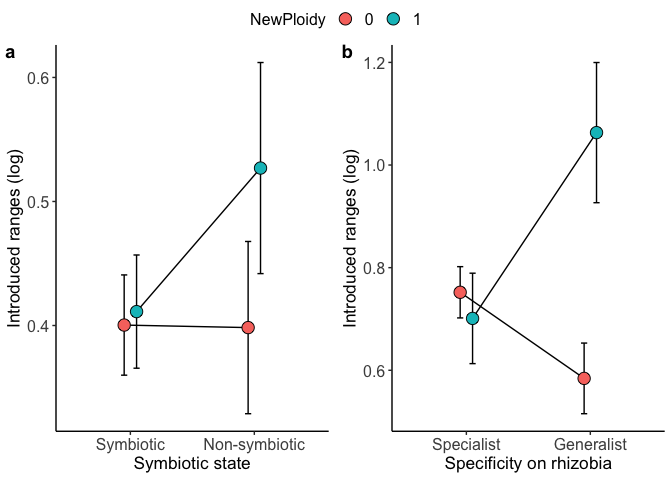 NewPloidy 0 1
a
Introduced ranges (log)
0.6
0.5
0.4
Symbiotic Non-symbiotic
Symbiotic state
b
Introduced ranges (log)
1.2
1.0
0.8
0.6
Specialist Generalist
Specificity on rhizobia